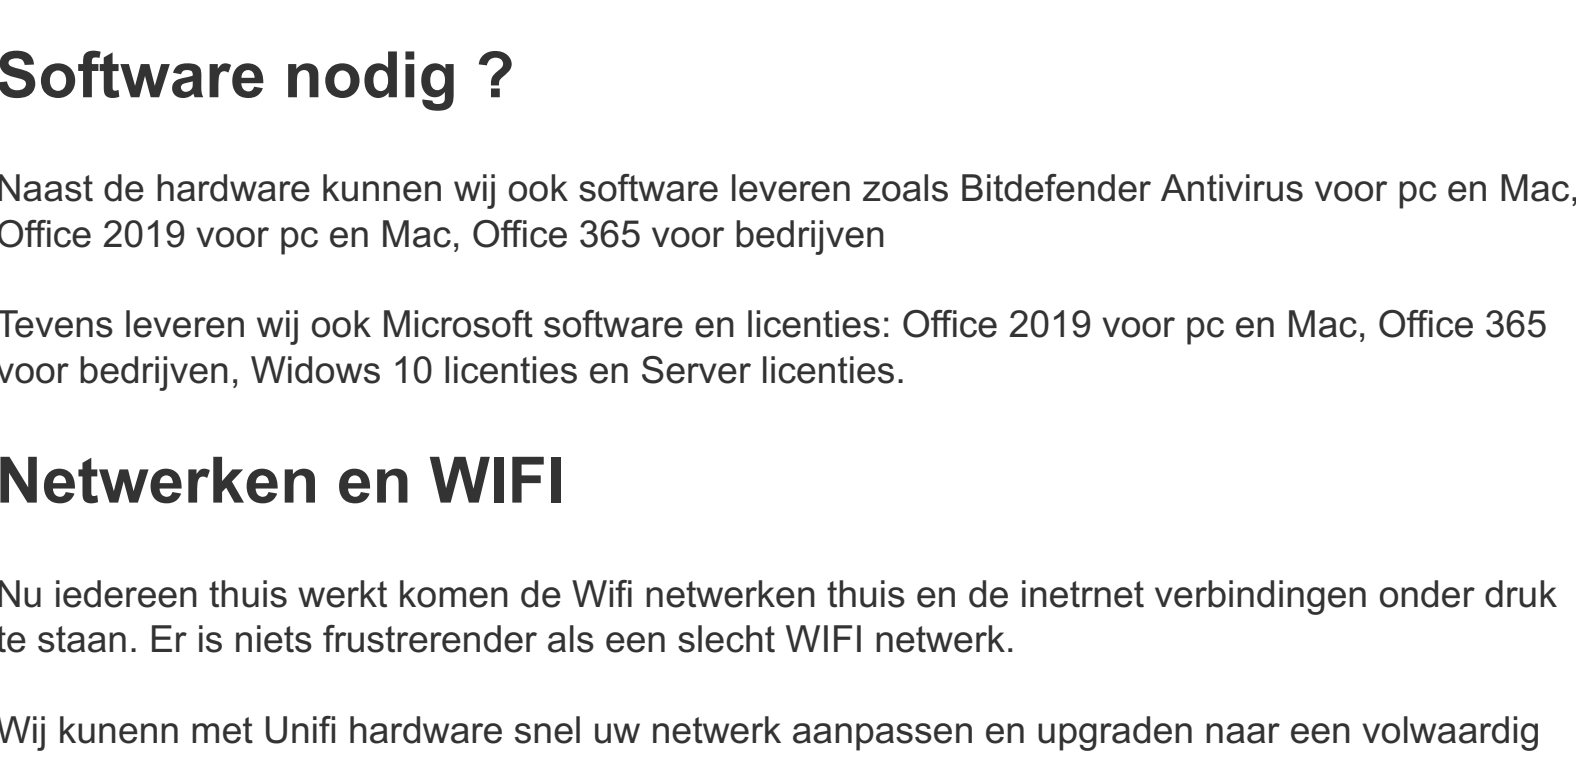 Software nodig ?
Naast de hardware kunnen wij ook software leveren zoals Bitdefender Antivirus voor pc en Mac,
Office 2019 voor pc en Mac, Office 365 voor bedrijven
Tevens leveren wij ook Microsoft software en licenties: Office 2019 voor pc en Mac, Office 365
voor bedrijven, Widows 10 licenties en Server licenties.
Netwerken en WIFI
Nu iedereen thuis werkt komen de Wifi netwerken thuis en de inetrnet verbindingen onder druk
te staan. Er is niets frustrerender als een slecht WIFI netwerk.
Wij kunenn met Unifi hardware snel uw netwerk aanpassen en upgraden naar een volwaardig